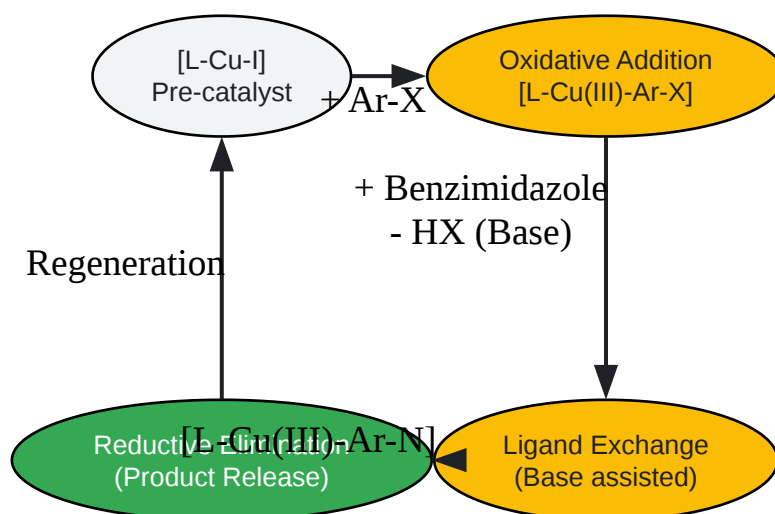 [L-Cu-I]
Pre-catalyst
+ Ar-X
Oxidative Addition
[L-Cu(III)-Ar-X]
+ Benzimidazole
- HX (Base)
Regeneration
Reductive Elimination
(Product Release)
[L-Cu(III)-Ar-N]
Ligand Exchange
(Base assisted)